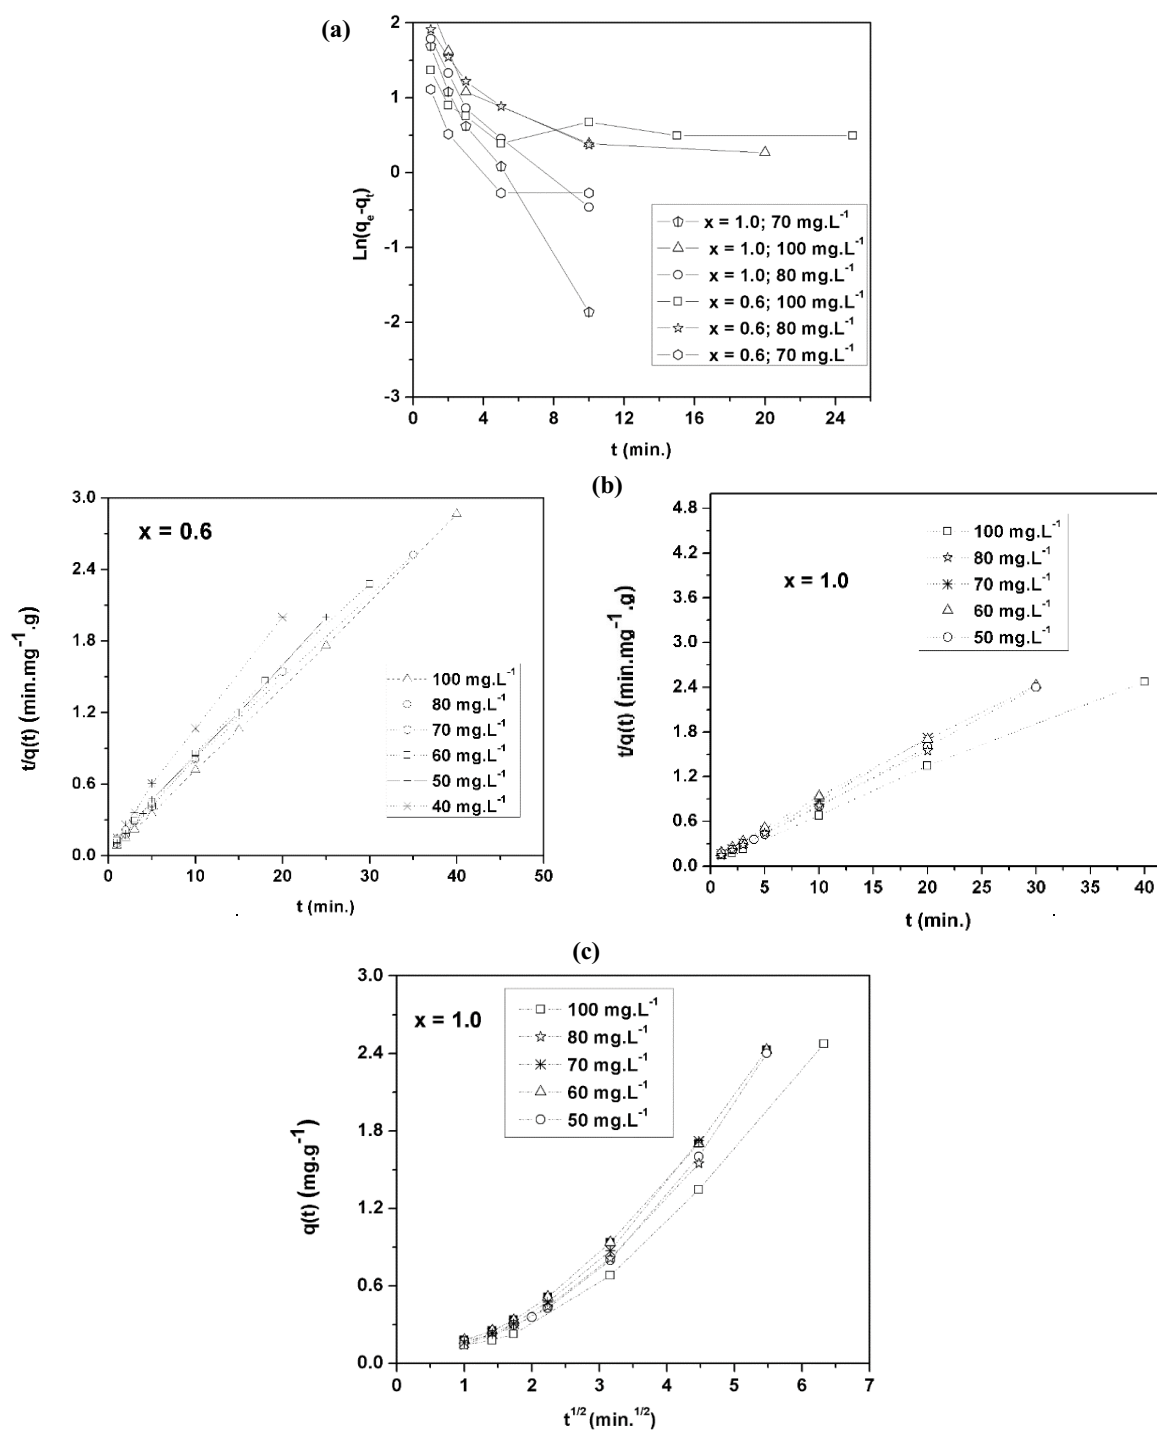 (a)
2
1
0
-1
-2
-3
Ln(qₑ-qₜ)
x = 1.0; 70 mg.L⁻¹
x = 1.0; 100 mg.L⁻¹
x = 1.0; 80 mg.L⁻¹
x = 0.6; 100 mg.L⁻¹
x = 0.6; 80 mg.L⁻¹
x = 0.6; 70 mg.L⁻¹
0 4 8 12 16 20 24
t (min.)
(b)
3.0
2.4
1.8
1.2
0.6
0.0
t/q(t) (min.mg⁻¹.g)
x = 0.6
100 mg.L⁻¹
80 mg.L⁻¹
70 mg.L⁻¹
60 mg.L⁻¹
50 mg.L⁻¹
40 mg.L⁻¹
0 10 20 30 40 50
t (min.)
4.8
4.2
3.6
3.0
2.4
1.8
1.2
0.6
0.0
t/q(t) (min.mg⁻¹.g)
x = 1.0
100 mg.L⁻¹
80 mg.L⁻¹
70 mg.L⁻¹
60 mg.L⁻¹
50 mg.L⁻¹
0 5 10 15 20 25 30 35 40
t (min.)
(c)
3.0
2.4
1.8
1.2
0.6
0.0
q(t) (mg.g⁻¹)
x = 1.0
100 mg.L⁻¹
80 mg.L⁻¹
70 mg.L⁻¹
60 mg.L⁻¹
50 mg.L⁻¹
0 1 2 3 4 5 6 7
t¹/² (min.¹/²)